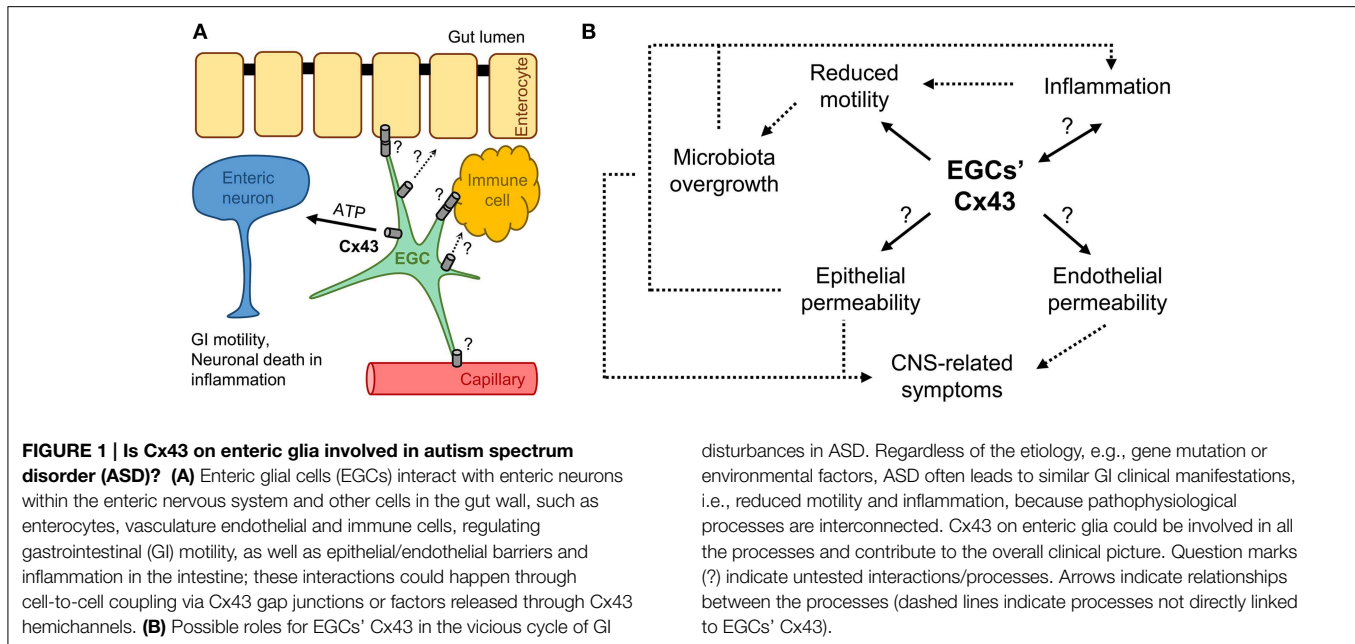 A
Gut lumen
Enterocyte
?
?
?
Immune
cell
Enteric
neuron
ATP
Cx43
EGC
?
?
GI motility,
Neuronal death in
inflammation
Capillary
B
Reduced
motility
Inflammation
Microbiota
overgrowth
?
EGCs'
Cx43
?
?
Epithelial
permeability
Endothelial
permeability
CNS-related
symptoms
FIGURE 1 | Is Cx43 on enteric glia involved in autism spectrum
disorder (ASD)? (A) Enteric glial cells (EGCs) interact with enteric neurons
within the enteric nervous system and other cells in the gut wall, such as
enterocytes, vasculature endothelial and immune cells, regulating
gastrointestinal (GI) motility, as well as epithelial/endothelial barriers and
inflammation in the intestine; these interactions could happen through
cell-to-cell coupling via Cx43 gap junctions or factors released through Cx43
hemichannels. (B) Possible roles for EGCs' Cx43 in the vicious cycle of GI
disturbances in ASD. Regardless of the etiology, e.g., gene mutation or
environmental factors, ASD often leads to similar GI clinical manifestations,
i.e., reduced motility and inflammation, because pathophysiological
processes are interconnected. Cx43 on enteric glia could be involved in all
the processes and contribute to the overall clinical picture. Question marks
(?) indicate untested interactions/processes. Arrows indicate relationships
between the processes (dashed lines indicate processes not directly linked
to EGCs' Cx43).